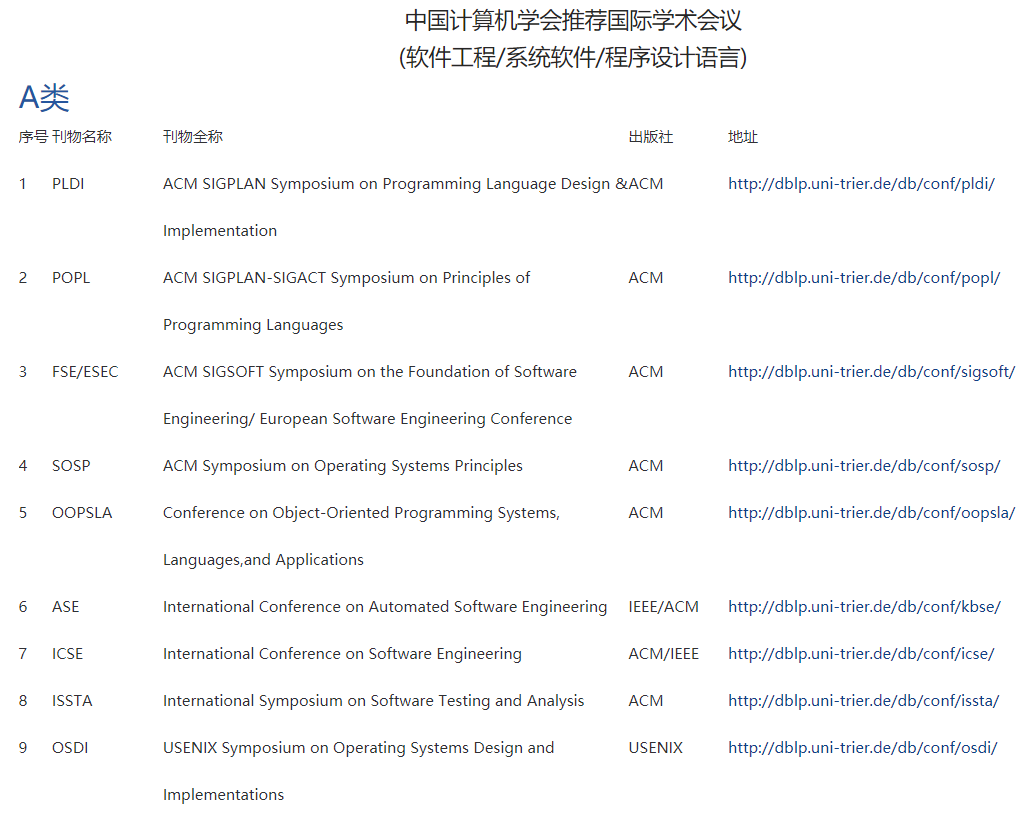 中国计算机学会推荐国际学术会议
(软件工程/系统软件/程序设计语言)
A类
序号 刊物名称 刊物全称 出版社 地址
1 PLDI ACM SIGPLAN Symposium on Programming Language Design & ACM http://dblp.uni-trier.de/db/conf/pldi/
Implementation
2 POPL ACM SIGPLAN-SIGACT Symposium on Principles of ACM http://dblp.uni-trier.de/db/conf/popl/
Programming Languages
3 FSE/ESEC ACM SIGSOFT Symposium on the Foundation of Software ACM http://dblp.uni-trier.de/db/conf/sigsoft/
Engineering/ European Software Engineering Conference
4 SOSP ACM Symposium on Operating Systems Principles ACM http://dblp.uni-trier.de/db/conf/sosp/
5 OOPSLA Conference on Object-Oriented Programming Systems, ACM http://dblp.uni-trier.de/db/conf/oopsla/
Languages,and Applications
6 ASE International Conference on Automated Software Engineering IEEE/ACM http://dblp.uni-trier.de/db/conf/kbse/
7 ICSE International Conference on Software Engineering ACM/IEEE http://dblp.uni-trier.de/db/conf/icse/
8 ISSTA International Symposium on Software Testing and Analysis ACM http://dblp.uni-trier.de/db/conf/issta/
9 OSDI USENIX Symposium on Operating Systems Design and USENIX http://dblp.uni-trier.de/db/conf/osdi/
Implementations